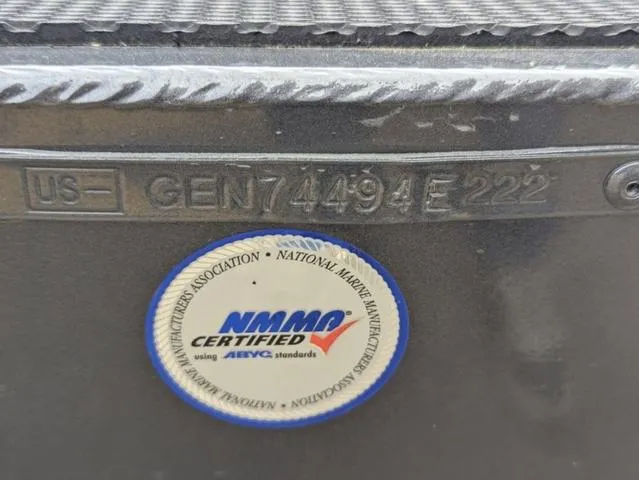 US- GEN74494E222
NATIONAL MARINE MANUFACTURERS ASSOCIATION • NATIONAL MARINE MANUFACTURERS ASSOCIATION •
NMMA
CERTIFIED
using ABYC standards